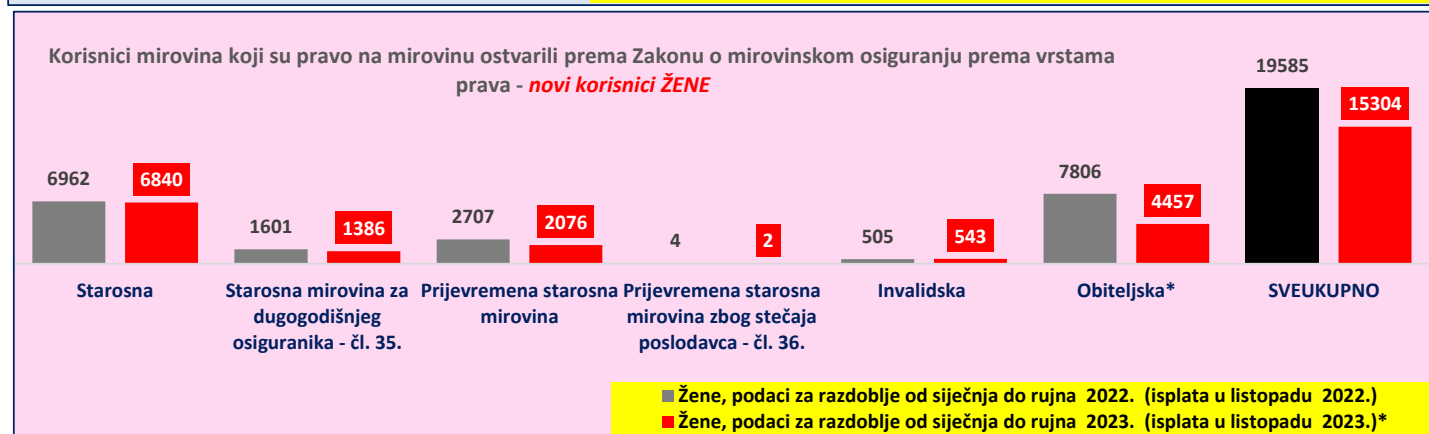 Korisnici mirovina koji su pravo na mirovinu ostvarili prema Zakonu o mirovinskom osiguranju prema vrstama
prava - novi korisnici ŽENE
6962
6840
1601
1386
2707
2076
4
2
505
543
7806
4457
19585
15304
Starosna
Starosna mirovina za
dugogodišnjeg
osiguranika - čl. 35.
Prijevremena starosna
mirovina
Prijevremena starosna
mirovina zbog stečaja
poslodavca - čl. 36.
Invalidska
Obiteljska*
SVEUKUPNO
Žene, podaci za razdoblje od siječnja do rujna 2022. (isplata u listopadu 2022.)
Žene, podaci za razdoblje od siječnja do rujna 2023. (isplata u listopadu 2023.)*